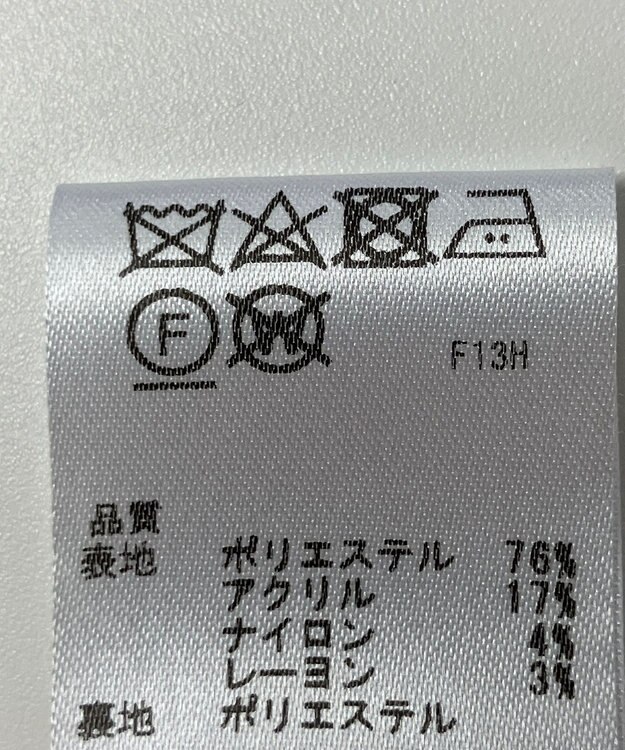 F W F13H
品質
表地 ポリエステル 76%
アクリル 17%
ナイロン 4%
レーヨン 3%
裏地 ポリエステル